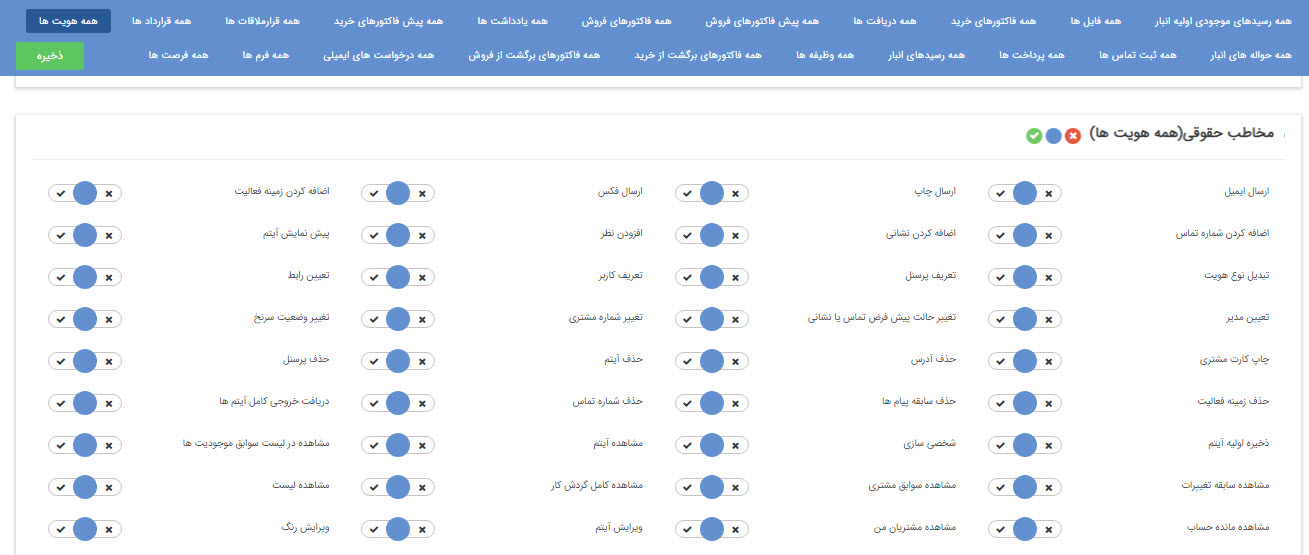 همه رسیدهای موجودی اولیه انبار همه فایل ها همه فاکتورهای خرید همه دریافت ها همه پیش فاکتورهای فروش همه فاکتورهای فروش همه یادداشت ها همه پیش فاکتورهای خرید همه قرارملاقات ها همه قرارداد ها همه هویت ها
همه حواله های انبار همه ثبت تماس ها همه پرداخت ها همه رسیدهای انبار همه وظیفه ها همه فاکتورهای برگشت از خرید همه فاکتورهای برگشت از فروش همه درخواست های ایمیلی همه فرم ها همه فرصت ها ذخیره
مخاطب حقوقی(همه هویت ها)
ارسال ایمیل ارسال چاپ ارسال فکس اضافه کردن زمینه فعالیت
اضافه کردن شماره تماس اضافه کردن نشانی افزودن نظر پیش نمایش آیتم
تبدیل نوع هویت تعریف پرسنل تعریف کاربر تعیین رابط
تعیین مدیر تغییر حالت پیش فرض تماس یا نشانی تغییر شماره مشتری تغییر وضعیت سرنخ
چاپ کارت مشتری حذف آدرس حذف آیتم حذف پرسنل
حذف زمینه فعالیت حذف سابقه پیام ها حذف شماره تماس دریافت خروجی کامل آیتم ها
ذخیره اولیه آیتم شخصی سازی مشاهده آیتم مشاهده در لیست سوابق موجودیت ها
مشاهده سابقه تغییرات مشاهده سوابق مشتری مشاهده کامل گردش کار مشاهده لیست
مشاهده مانده حساب مشاهده مشتریان من ویرایش آیتم ویرایش رنگ